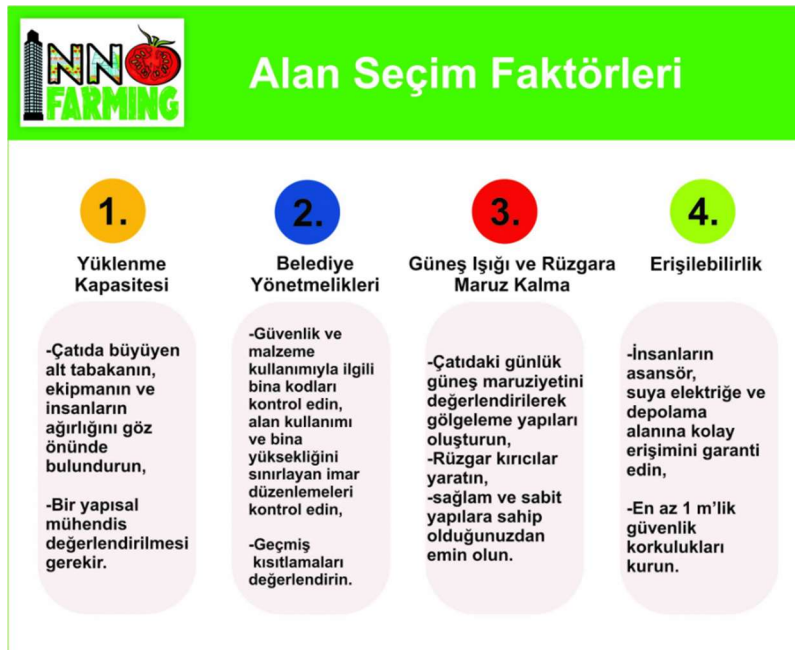 INNO
FARMING
Alan Seçim Faktörleri
1.
Yüklenme
Kapasitesi
-Çatıda büyüyen
alt tabakanın,
ekipmanın ve
insanların
ağırlığını göz
önünde
bulundurun,
-Bir yapısal
mühendis
değerlendirilmesi
gerekir.
2.
Belediye
Yönetmelikleri
-Güvenlik ve
malzeme
kullanımıyla ilgili
bina kodları
kontrol edin,
alan kullanımı
ve bina
yüksekliğini
sınırlayan imar
düzenlemeleri
kontrol edin,
-Geçmiş
kısıtlamaları
değerlendirin.
3.
Güneş Işığı ve Rüzgara
Maruz Kalma
-Çatıdaki günlük
güneş maruziyetini
değerlendirilerek
gölgeleme yapıları
oluşturun,
-Rüzgar kırıcılar
yaratın,
-sağlam ve sabit
yapılara sahip
olduğunuzdan
emin olun.
4.
Erişilebilirlik
-İnsanların
asansör,
suya elektriğe ve
depolama
alanına kolay
erişimini garanti
edin,
-En az 1 m'lik
güvenlik
korkulukları
kurun.